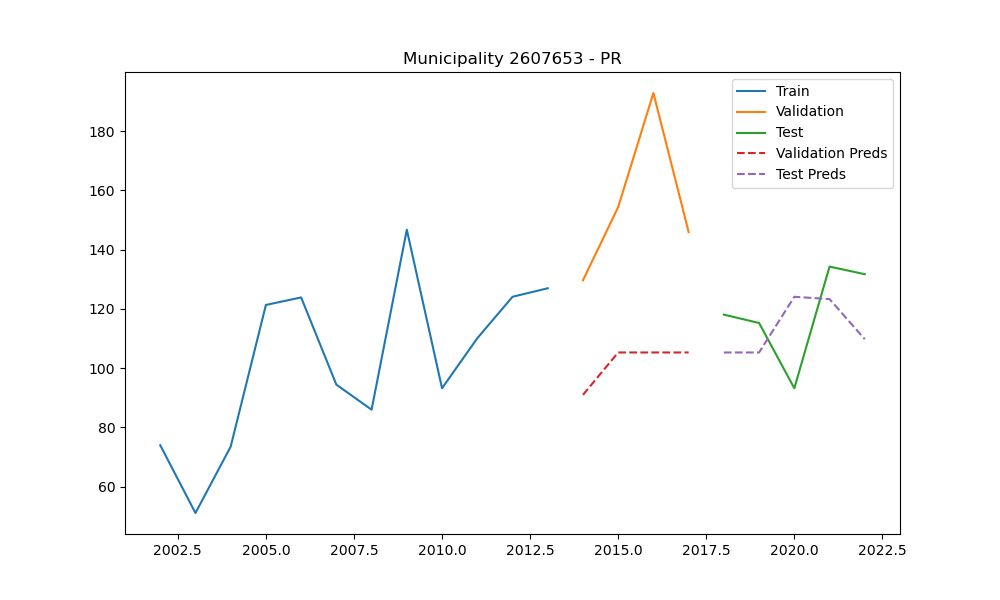 Municipality 2607653 - PR
Train
Validation
Test
Validation Preds
Test Preds
180
160
140
120
100
80
60
2002.5 2005.0 2007.5 2010.0 2012.5 2015.0 2017.5 2020.0 2022.5